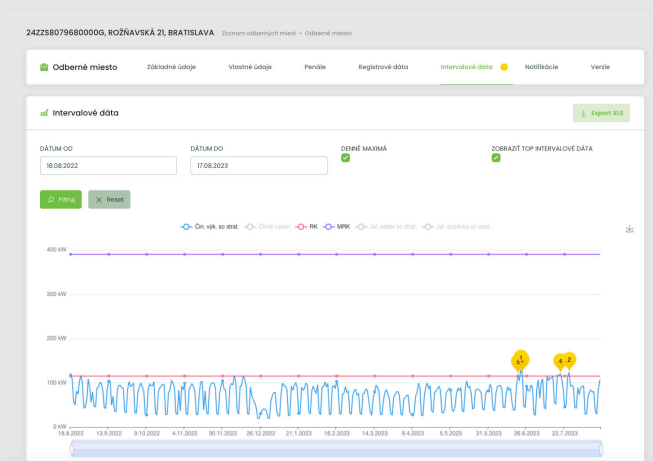 24ZZS8079680000G, ROŽŇAVSKÁ 21, BRATISLAVA Zoznam odberných miest • Odberné miesto
Odberné miesto Základné údaje Vlastné údaje Penále Registrové dáta Intervalové dáta Notifikácie Verzie
Intervalové dáta Export XLS
DÁTUM OD DÁTUM DO DENNÉ MAXIMÁ ZOBRAZIŤ TOP INTERVALOVÉ DÁTA
18.08.2022 17.08.2023
Filtruj Reset
Čin. výk. so strat. Činný výkon RK MRK Jal. odber so strat. Jal. dodávka so strat.
400 kW
300 kW
200 kW
1 4 2
100 kW
0 kW
18.8.2022 13.9.2022 9.10.2022 4.11.2022 30.11.2022 26.12.2022 21.1.2023 16.2.2023 14.3.2023 9.4.2023 5.5.2023 31.5.2023 26.6.2023 22.7.2023